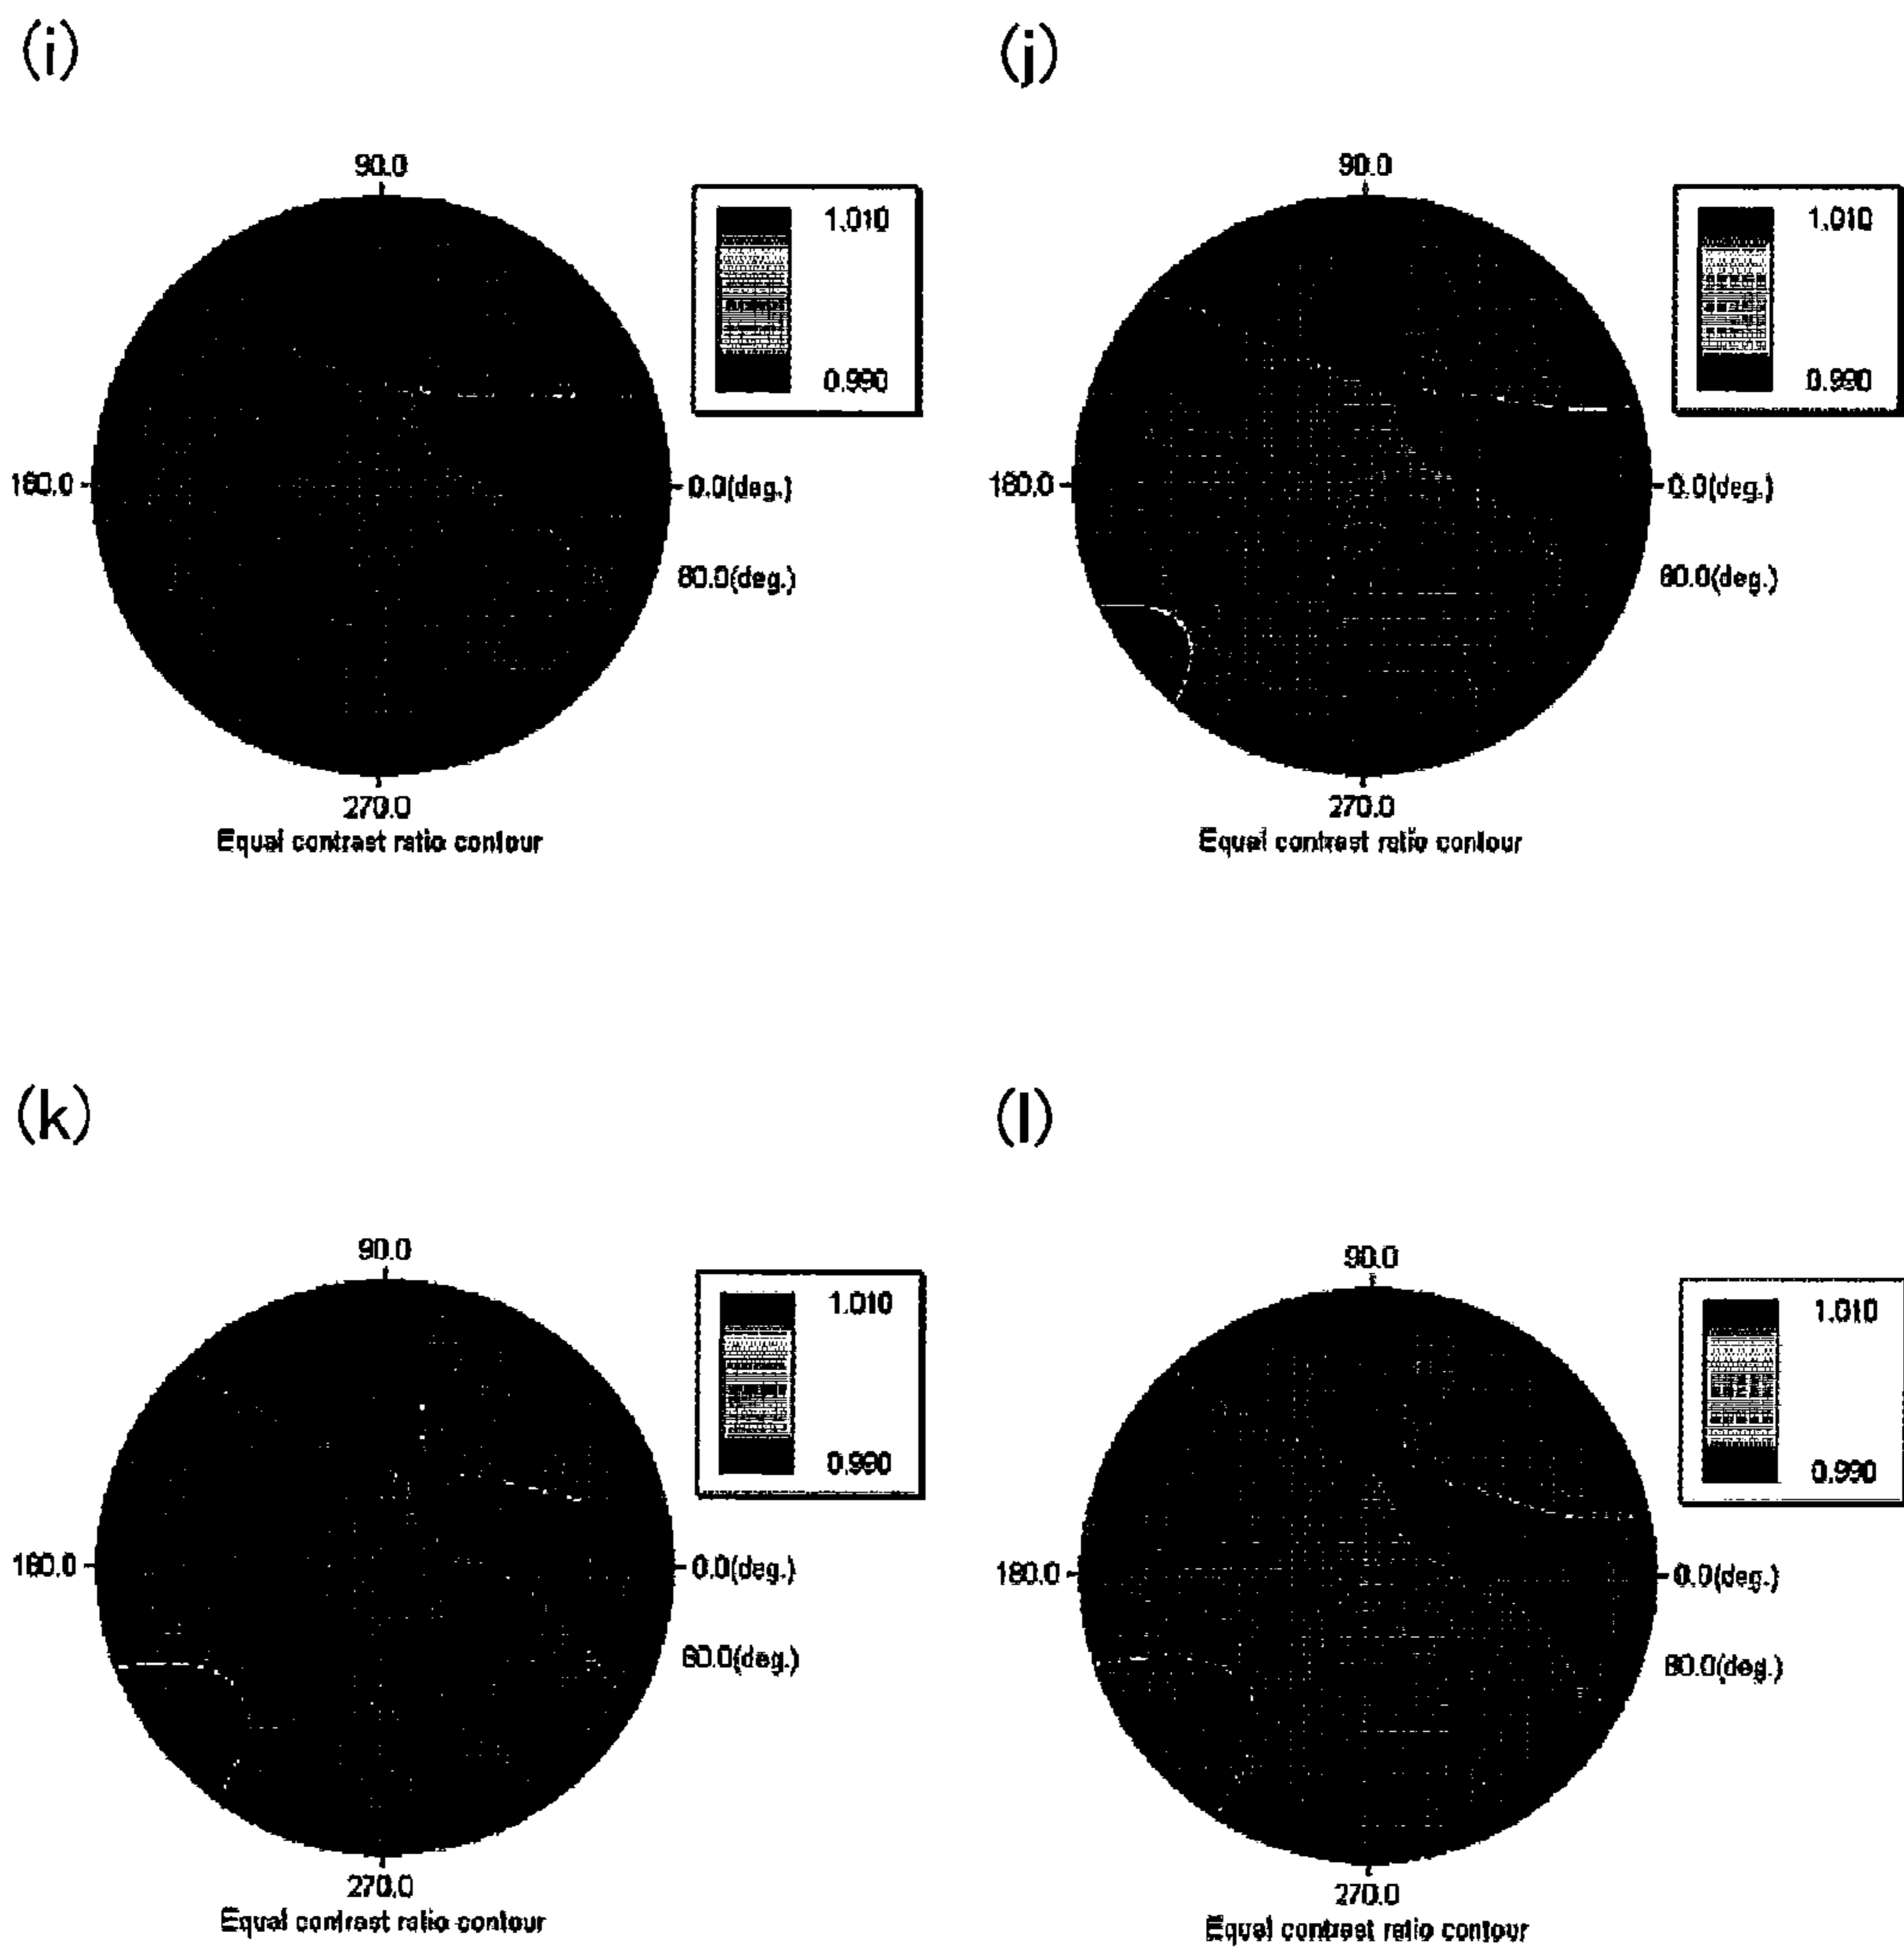 (i)
90.0
1.010
0.990
180.0
0.0(deg.)
80.0(deg.)
270.0
Equal contrast ratio contour
(j)
90.0
1.010
0.990
180.0
0.0(deg.)
80.0(deg.)
270.0
Equal contrast ratio contour
(k)
90.0
1.010
0.990
180.0
0.0(deg.)
80.0(deg.)
270.0
Equal contrast ratio contour
(l)
90.0
1.010
0.990
180.0
0.0(deg.)
80.0(deg.)
270.0
Equal contrast ratio contour